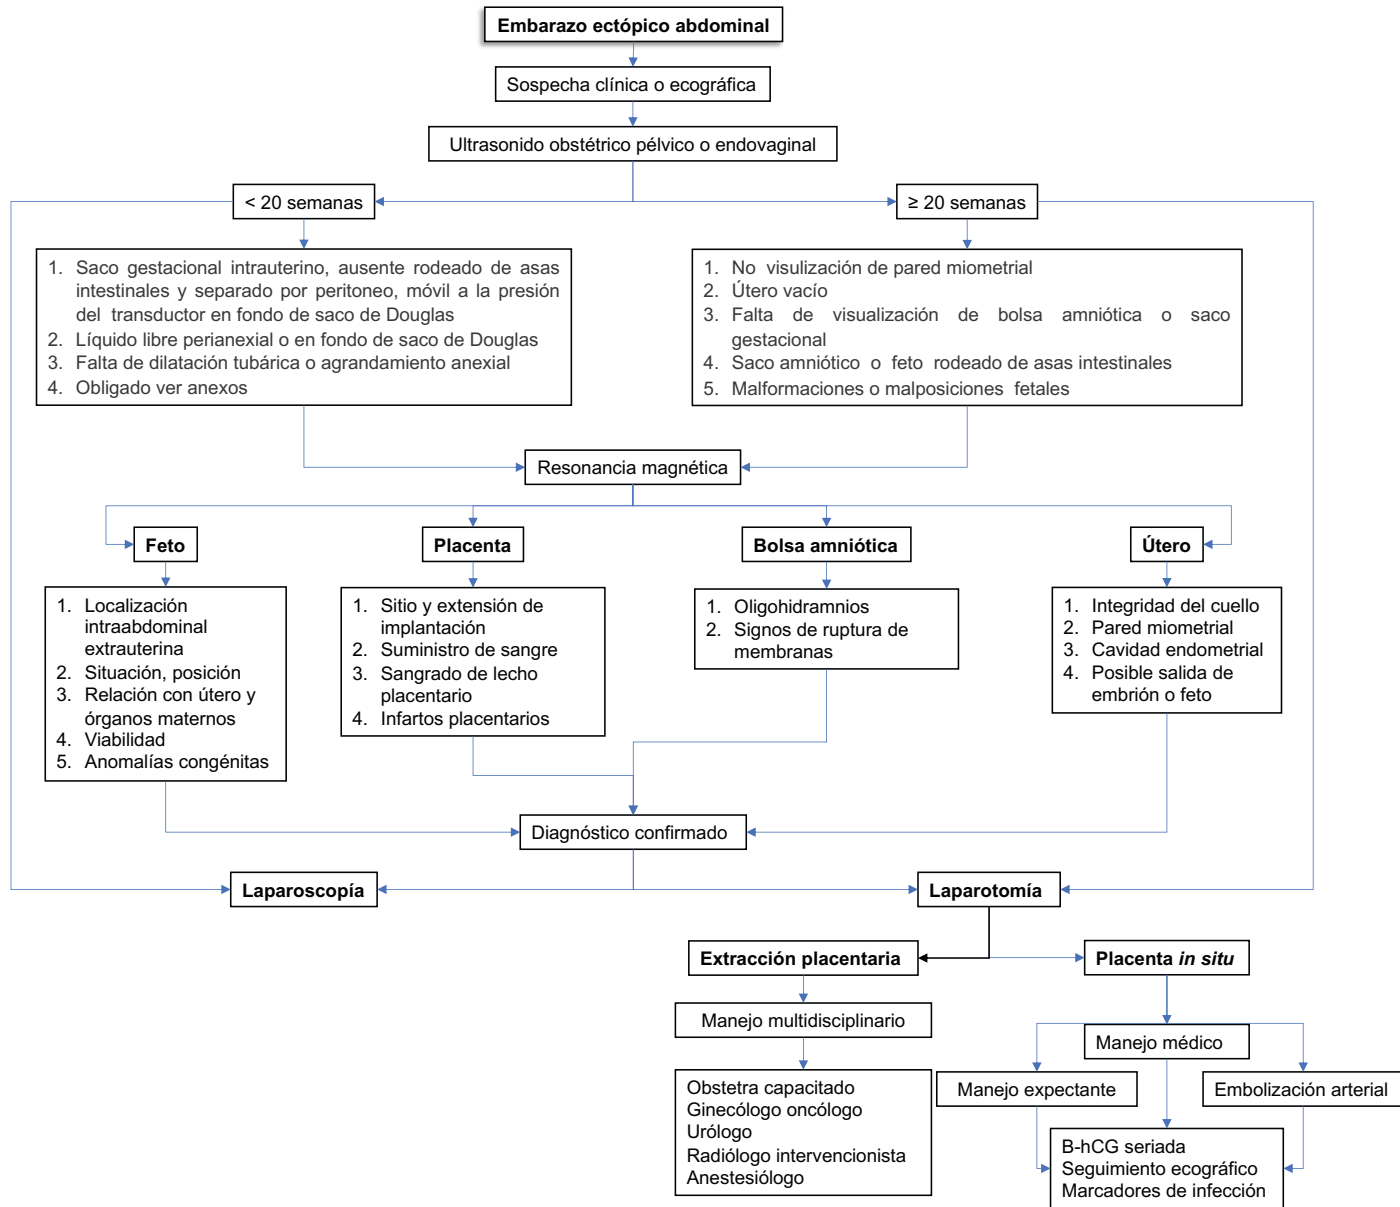 Embarazo ectópico abdominal
Sospecha clínica o ecográfica
Ultrasonido obstétrico pélvico o endovaginal
< 20 semanas
≥ 20 semanas
1. Saco gestacional intrauterino, ausente rodeado de asas
intestinales y separado por peritoneo, móvil a la presión
del transductor en fondo de saco de Douglas
2. Líquido libre perianexial o en fondo de saco de Douglas
3. Falta de dilatación tubárica o agrandamiento anexial
4. Obligado ver anexos
1. No visulización de pared miometrial
2. Útero vacío
3. Falta de visualización de bolsa amniótica o saco
gestacional
4. Saco amniótico o feto rodeado de asas intestinales
5. Malformaciones o malposiciones fetales
Resonancia magnética
Feto
Placenta
Bolsa amniótica
Útero
1. Localización
intraabdominal
extrauterina
2. Situación, posición
3. Relación con útero y
órganos maternos
4. Viabilidad
5. Anomalías congénitas
1. Sitio y extensión de
implantación
2. Suministro de sangre
3. Sangrado de lecho
placentario
4. Infartos placentarios
1. Oligohidramnios
2. Signos de ruptura de
membranas
1. Integridad del cuello
2. Pared miometrial
3. Cavidad endometrial
4. Posible salida de
embrión o feto
Diagnóstico confirmado
Laparoscopía
Laparotomía
Extracción placentaria
Placenta in situ
Manejo multidisciplinario
Manejo médico
Manejo expectante
Embolización arterial
Obstetra capacitado
Ginecólogo oncólogo
Urólogo
Radiólogo intervencionista
Anestesiólogo
B-hCG seriada
Seguimiento ecográfico
Marcadores de infección